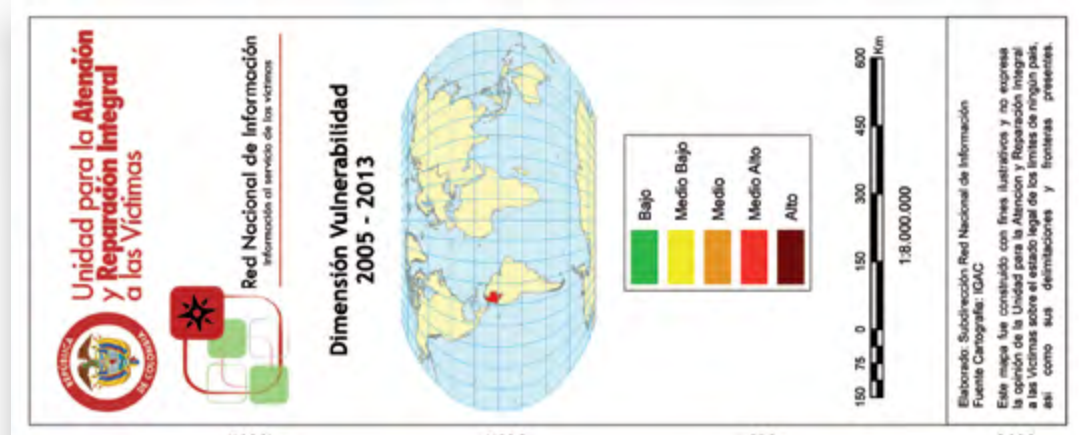 Unidad para la Atención
y Reparación Integral
a las Víctimas
REPÚBLICA
DE COLOMBIA
Red Nacional de Información
Información al servicio de las víctimas
Dimensión Vulnerabilidad
2005 - 2013
Bajo
Medio Bajo
Medio
Medio Alto
Alto
150 75 0 150 300 450 600
Km
1:8.000.000
Elaborado: Subdirección Red Nacional de Información
Fuente Cartografía: IGAC
Este mapa fue construido con fines ilustrativos y no expresa
la opinión de la Unidad para la Atención y Reparación Integral
a las Víctimas sobre el estado legal de los límites de ningún país,
así como sus delimitaciones y fronteras presentes.